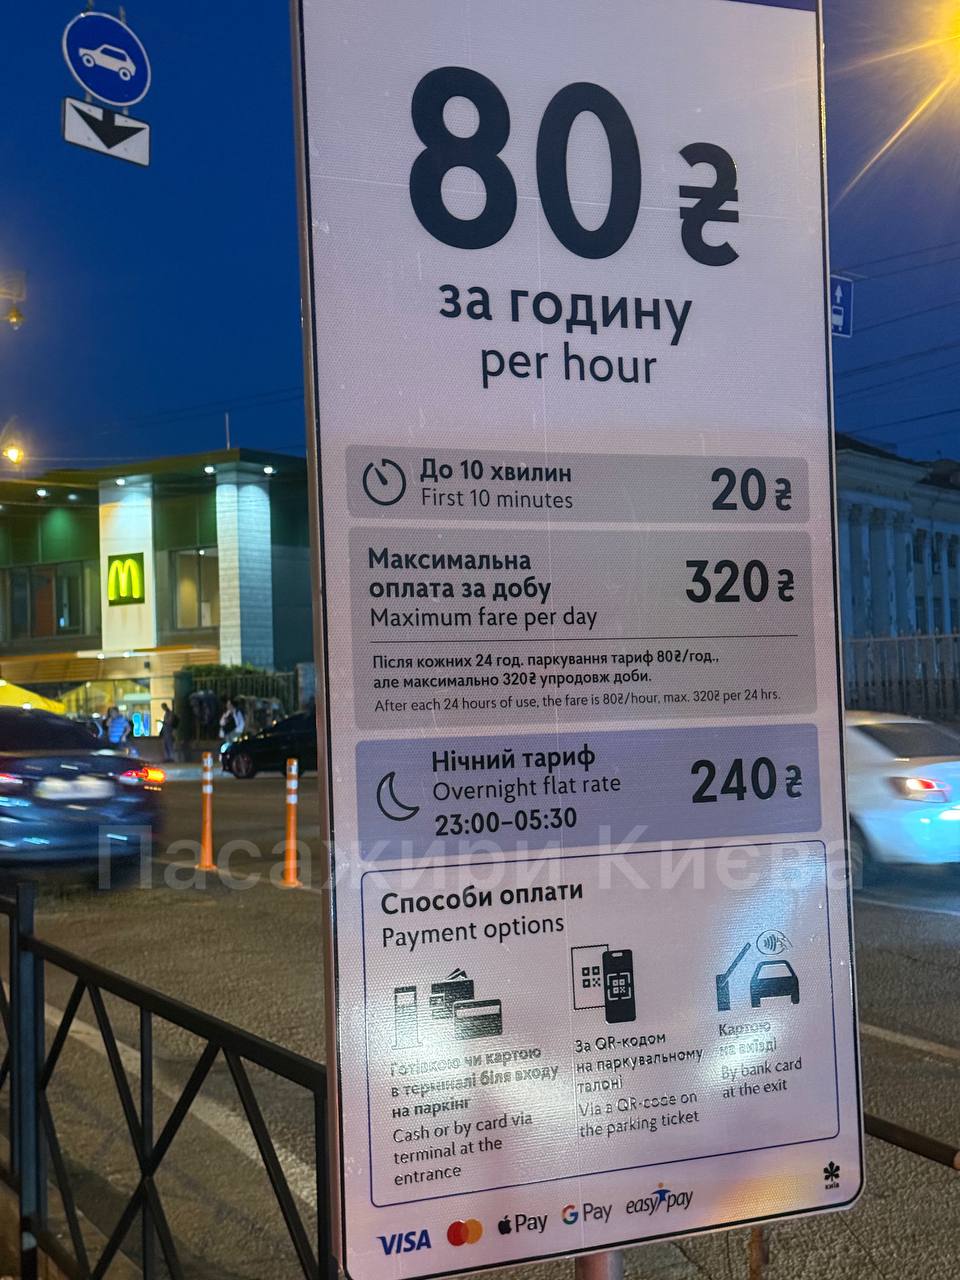 80 ₴
за годину
per hour
До 10 хвилин
First 10 minutes
20 ₴
Максимальна
оплата за добу
Maximum fare per day
320 ₴
Після кожних 24 год. паркування тариф 80₴/год.,
але максимально 320₴ упродовж доби.
After each 24 hours of use, the fare is 80₴/hour, max. 320₴ per 24 hrs.
Нічний тариф
Overnight flat rate
23:00–05:30
240 ₴
Пасажири Києва
Способи оплати
Payment options
Готівкою чи картою
в терміналі біля входу
на паркінг
Cash or by card via
terminal at the
entrance
За QR-кодом
на паркувальному
талоні
Via a QR-code on
the parking ticket
Картою
на виїзді
By bank card
at the exit
київ
VISA
Pay
G Pay
easypay